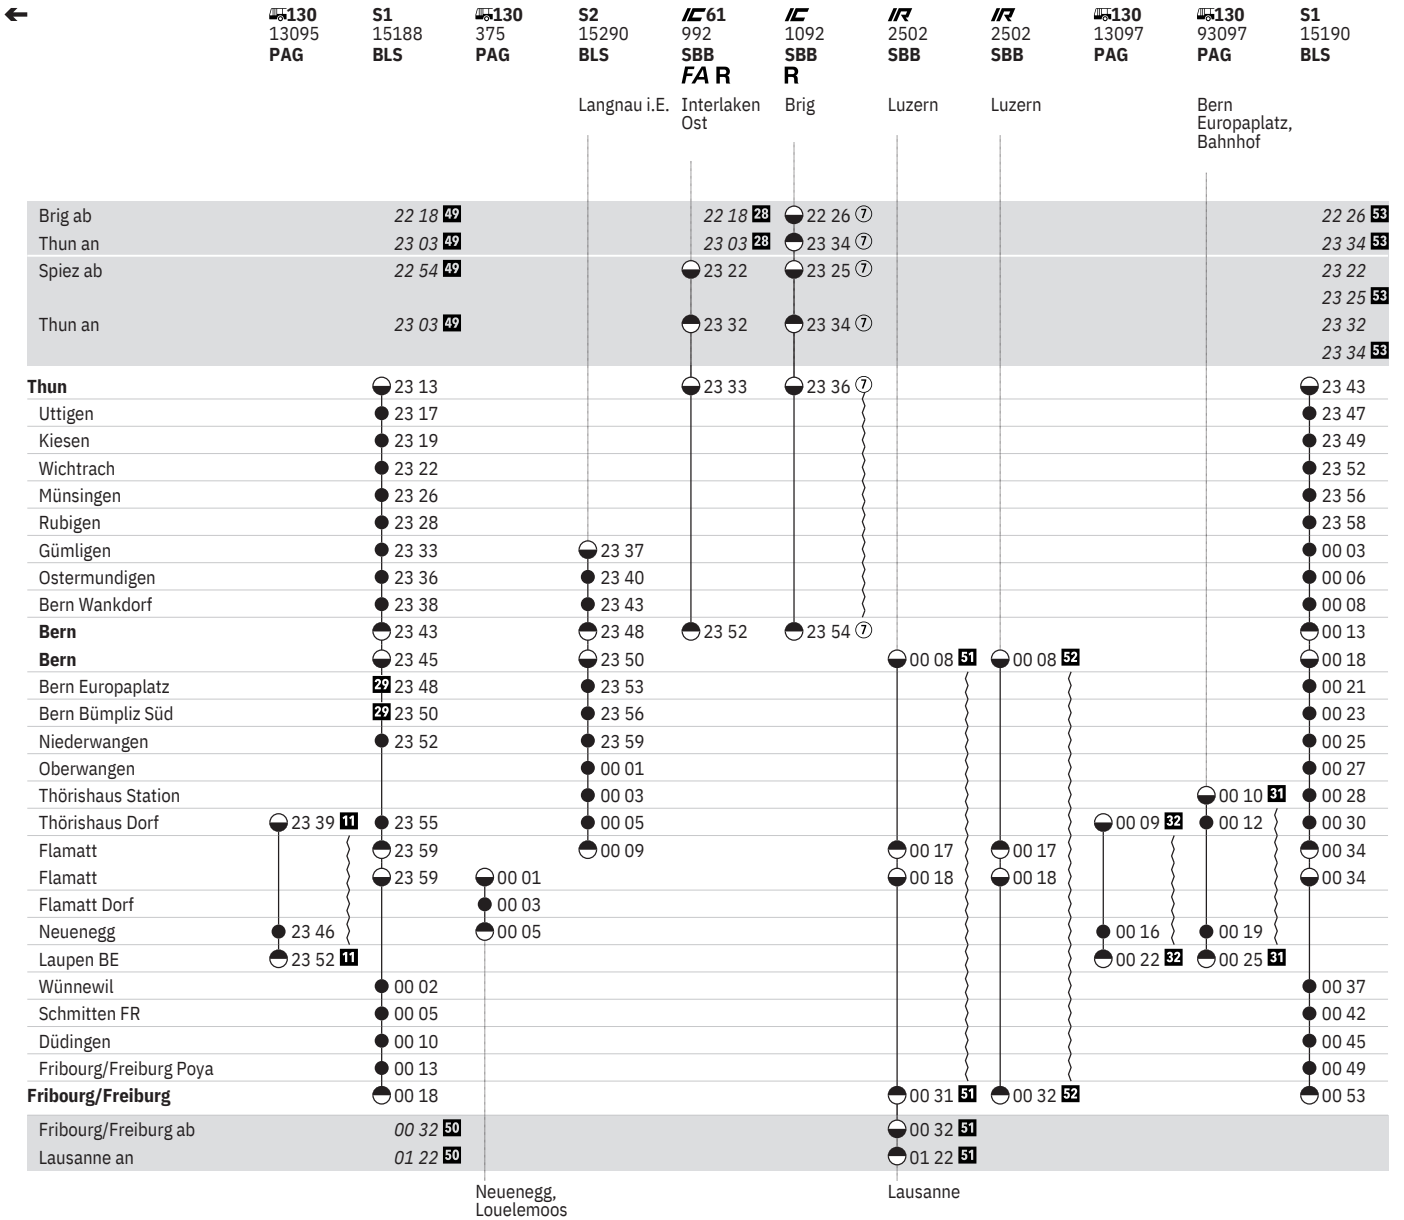 130 S1 130 S2 IC 61 IC IR IR 130 130 S1
13095 15188 375 15290 992 1092 2502 2502 13097 93097 15190
PAG BLS PAG BLS SBB SBB SBB SBB PAG PAG BLS
FA R R
Langnau i.E. Interlaken Brig Luzern Luzern Bern
Ost Europaplatz,
Bahnhof
Brig ab 22 18 49 22 18 28 22 26 7 22 26 53
Thun an 23 03 49 23 03 28 23 34 7 23 34 53
Spiez ab 22 54 49 23 22 23 25 7 23 22
23 25 53
Thun an 23 03 49 23 32 23 34 7 23 32
23 34 53
Thun 23 13 23 33 23 36 7 23 43
Uttigen 23 17 23 47
Kiesen 23 19 23 49
Wichtrach 23 22 23 52
Münsingen 23 26 23 56
Rubigen 23 28 23 58
Gümligen 23 33 23 37 00 03
Ostermundigen 23 36 23 40 00 06
Bern Wankdorf 23 38 23 43 00 08
Bern 23 43 23 48 23 52 23 54 7 00 13
Bern 23 45 23 50 00 08 51 00 08 52 00 18
Bern Europaplatz 29 23 48 23 53 00 21
Bern Bümpliz Süd 29 23 50 23 56 00 23
Niederwangen 23 52 23 59 00 25
Oberwangen 00 01 00 27
Thörishaus Station 00 03 00 10 31 00 28
Thörishaus Dorf 23 39 11 23 55 00 05 00 09 32 00 12 00 30
Flamatt 23 59 00 09 00 17 00 17 00 34
Flamatt 23 59 00 01 00 18 00 18 00 34
Flamatt Dorf 00 03
Neuenegg 23 46 00 05 00 16 00 19
Laupen BE 23 52 11 00 22 32 00 25 31
Wünnewil 00 02 00 37
Schmitten FR 00 05 00 42
Düdingen 00 10 00 45
Fribourg/Freiburg Poya 00 13 00 49
Fribourg/Freiburg 00 18 00 31 51 00 32 52 00 53
Fribourg/Freiburg ab 00 32 50 00 32 51
Lausanne an 01 22 50 01 22 51
Neuenegg, Lausanne
Louelemoos